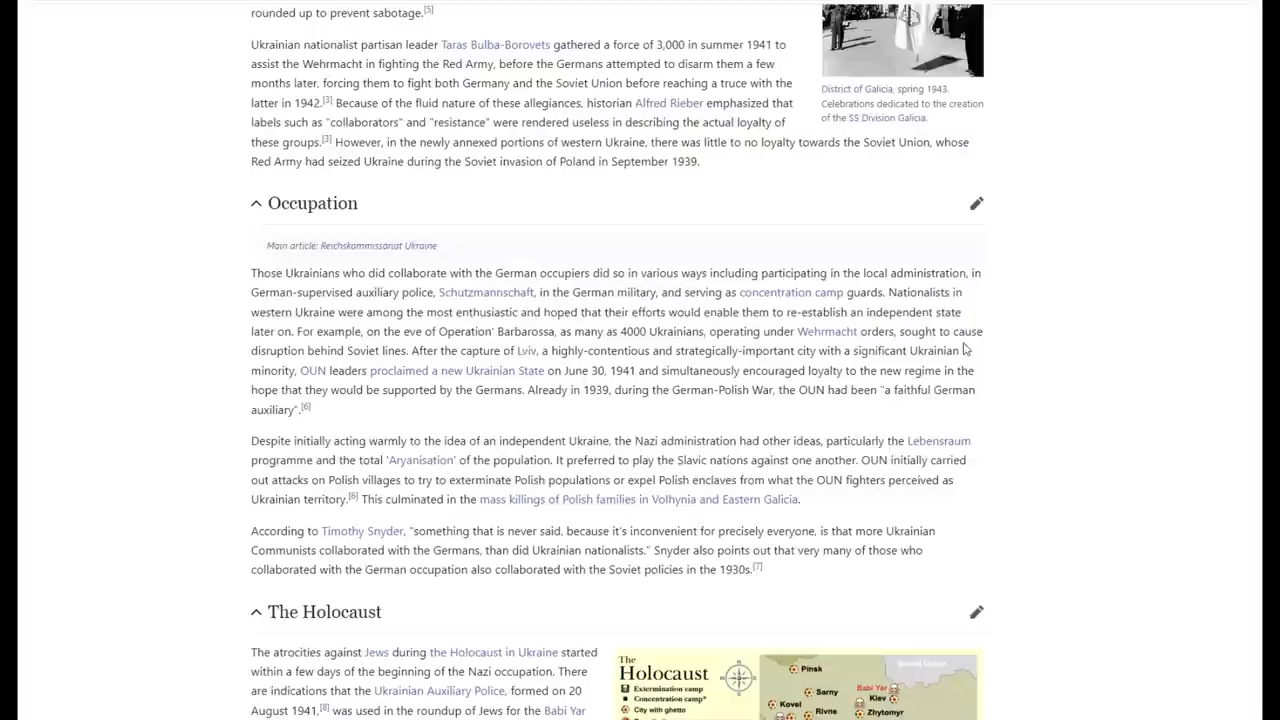 rounded up to prevent sabotage.[5]
Ukrainian nationalist partisan leader Taras Bulba-Borovets gathered a force of 3,000 in summer 1941 to
assist the Wehrmacht in fighting the Red Army, before the Germans attempted to disarm them a few
months later, forcing them to fight both Germany and the Soviet Union before reaching a truce with the
latter in 1942.[3] Because of the fluid nature of these allegiances, historian Alfred Rieber emphasized that
labels such as "collaborators" and "resistance" were rendered useless in describing the actual loyalty of
these groups.[3] However, in the newly annexed portions of western Ukraine, there was little to no loyalty towards the Soviet Union, whose
Red Army had seized Ukraine during the Soviet invasion of Poland in September 1939.
District of Galicia, spring 1943.
Celebrations dedicated to the creation
of the SS Division Galicia.
Occupation
Main article: Reichskommissariat Ukraine
Those Ukrainians who did collaborate with the German occupiers did so in various ways including participating in the local administration, in
German-supervised auxiliary police, Schutzmannschaft, in the German military, and serving as concentration camp guards. Nationalists in
western Ukraine were among the most enthusiastic and hoped that their efforts would enable them to re-establish an independent state
later on. For example, on the eve of Operation' Barbarossa, as many as 4000 Ukrainians, operating under Wehrmacht orders, sought to cause
disruption behind Soviet lines. After the capture of Lviv, a highly-contentious and strategically-important city with a significant Ukrainian
minority, OUN leaders proclaimed a new Ukrainian State on June 30, 1941 and simultaneously encouraged loyalty to the new regime in the
hope that they would be supported by the Germans. Already in 1939, during the German-Polish War, the OUN had been "a faithful German
auxiliary".[6]
Despite initially acting warmly to the idea of an independent Ukraine, the Nazi administration had other ideas, particularly the Lebensraum
programme and the total 'Aryanisation' of the population. It preferred to play the Slavic nations against one another. OUN initially carried
out attacks on Polish villages to try to exterminate Polish populations or expel Polish enclaves from what the OUN fighters perceived as
Ukrainian territory.[6] This culminated in the mass killings of Polish families in Volhynia and Eastern Galicia.
According to Timothy Snyder, "something that is never said, because it's inconvenient for precisely everyone, is that more Ukrainian
Communists collaborated with the Germans, than did Ukrainian nationalists." Snyder also points out that very many of those who
collaborated with the German occupation also collaborated with the Soviet policies in the 1930s.[7]
The Holocaust
The atrocities against Jews during the Holocaust in Ukraine started
within a few days of the beginning of the Nazi occupation. There
are indications that the Ukrainian Auxiliary Police, formed on 20
August 1941,[8] was used in the roundup of Jews for the Babi Yar
The
Holocaust
Extermination camp
Concentration camp*
City with ghetto
Pinsk
Soviet Union
Sarny
Babi Yar
Kiev
Kovel
Rivne
Zhytomyr